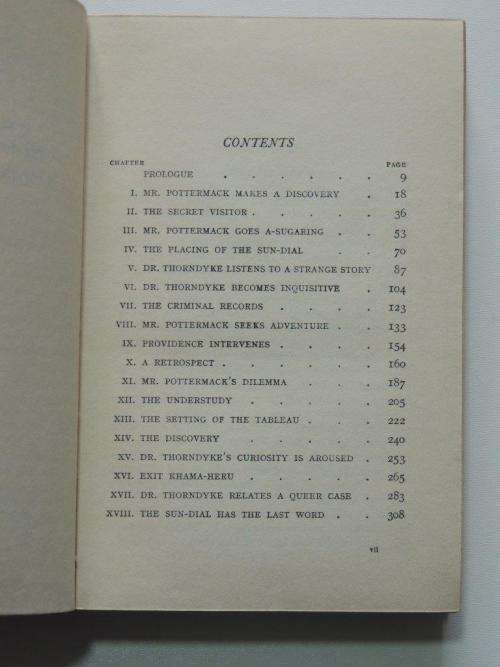 CONTENTS
CHAPTER PAGE
PROLOGUE . . . . . . 9
I. MR. POTTERMACK MAKES A DISCOVERY . 18
II. THE SECRET VISITOR . . . . . 36
III. MR. POTTERMACK GOES A-SUGARING . . 53
IV. THE PLACING OF THE SUN-DIAL . . 70
V. DR. THORNDYKE LISTENS TO A STRANGE STORY 87
VI. DR. THORNDYKE BECOMES INQUISITIVE . 104
VII. THE CRIMINAL RECORDS . . . . 123
VIII. MR. POTTERMACK SEEKS ADVENTURE . . 133
IX. PROVIDENCE INTERVENES . . . . 154
X. A RETROSPECT . . . . . . 160
XI. MR. POTTERMACK'S DILEMMA . . . 187
XII. THE UNDERSTUDY . . . . . 205
XIII. THE SETTING OF THE TABLEAU . . . 222
XIV. THE DISCOVERY . . . . . 240
XV. DR. THORNDYKE'S CURIOSITY IS AROUSED . 253
XVI. EXIT KHAMA-HERU . . . . . 265
XVII. DR. THORNDYKE RELATES A QUEER CASE . 283
XVIII. THE SUN-DIAL HAS THE LAST WORD . . 308
vii